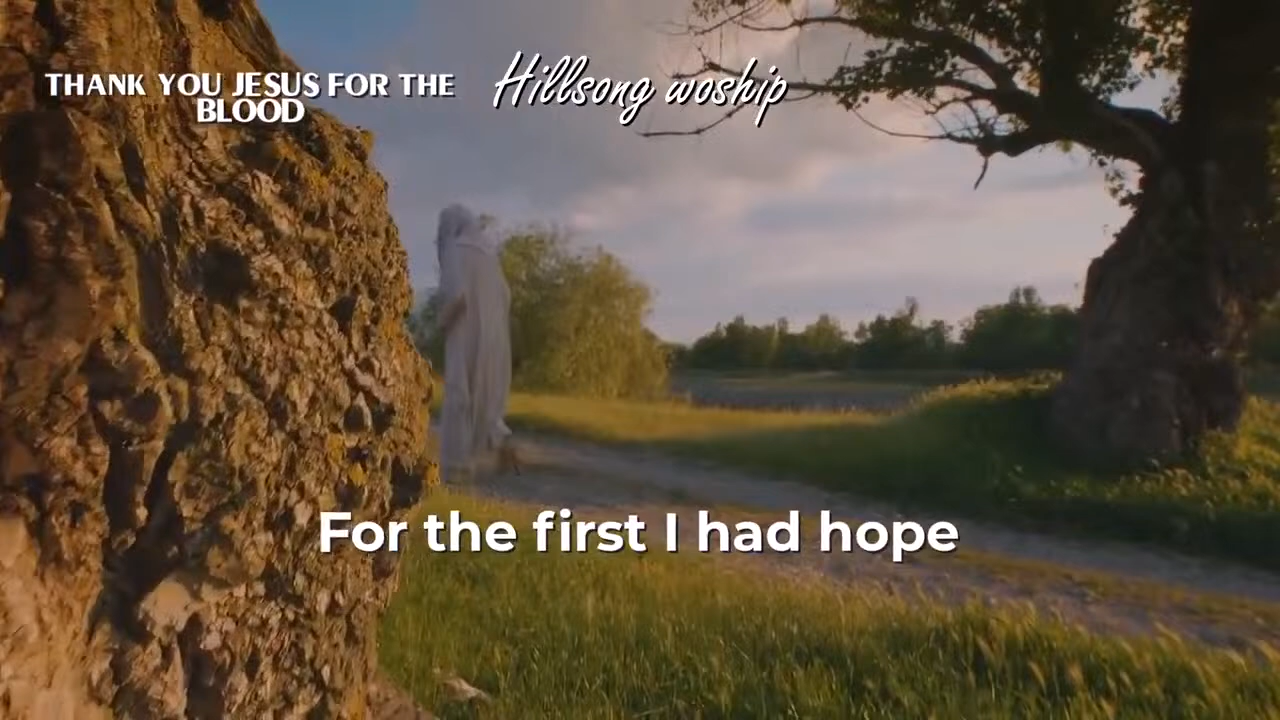 THANK YOU JESUS FOR THE
BLOOD
Hillsong woship
For the first I had hope